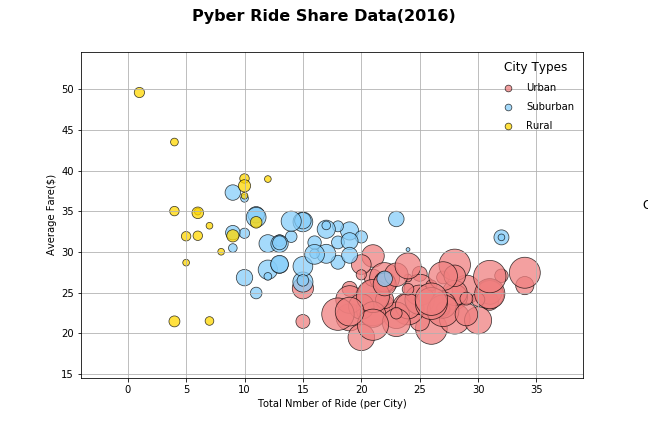 Pyber Ride Share Data(2016)
City Types
Urban
Suburban
Rural
50
45
40
35
30
25
20
15
Average Fare($)
0
5
10
15
20
25
30
35
Total Nmber of Ride (per City)